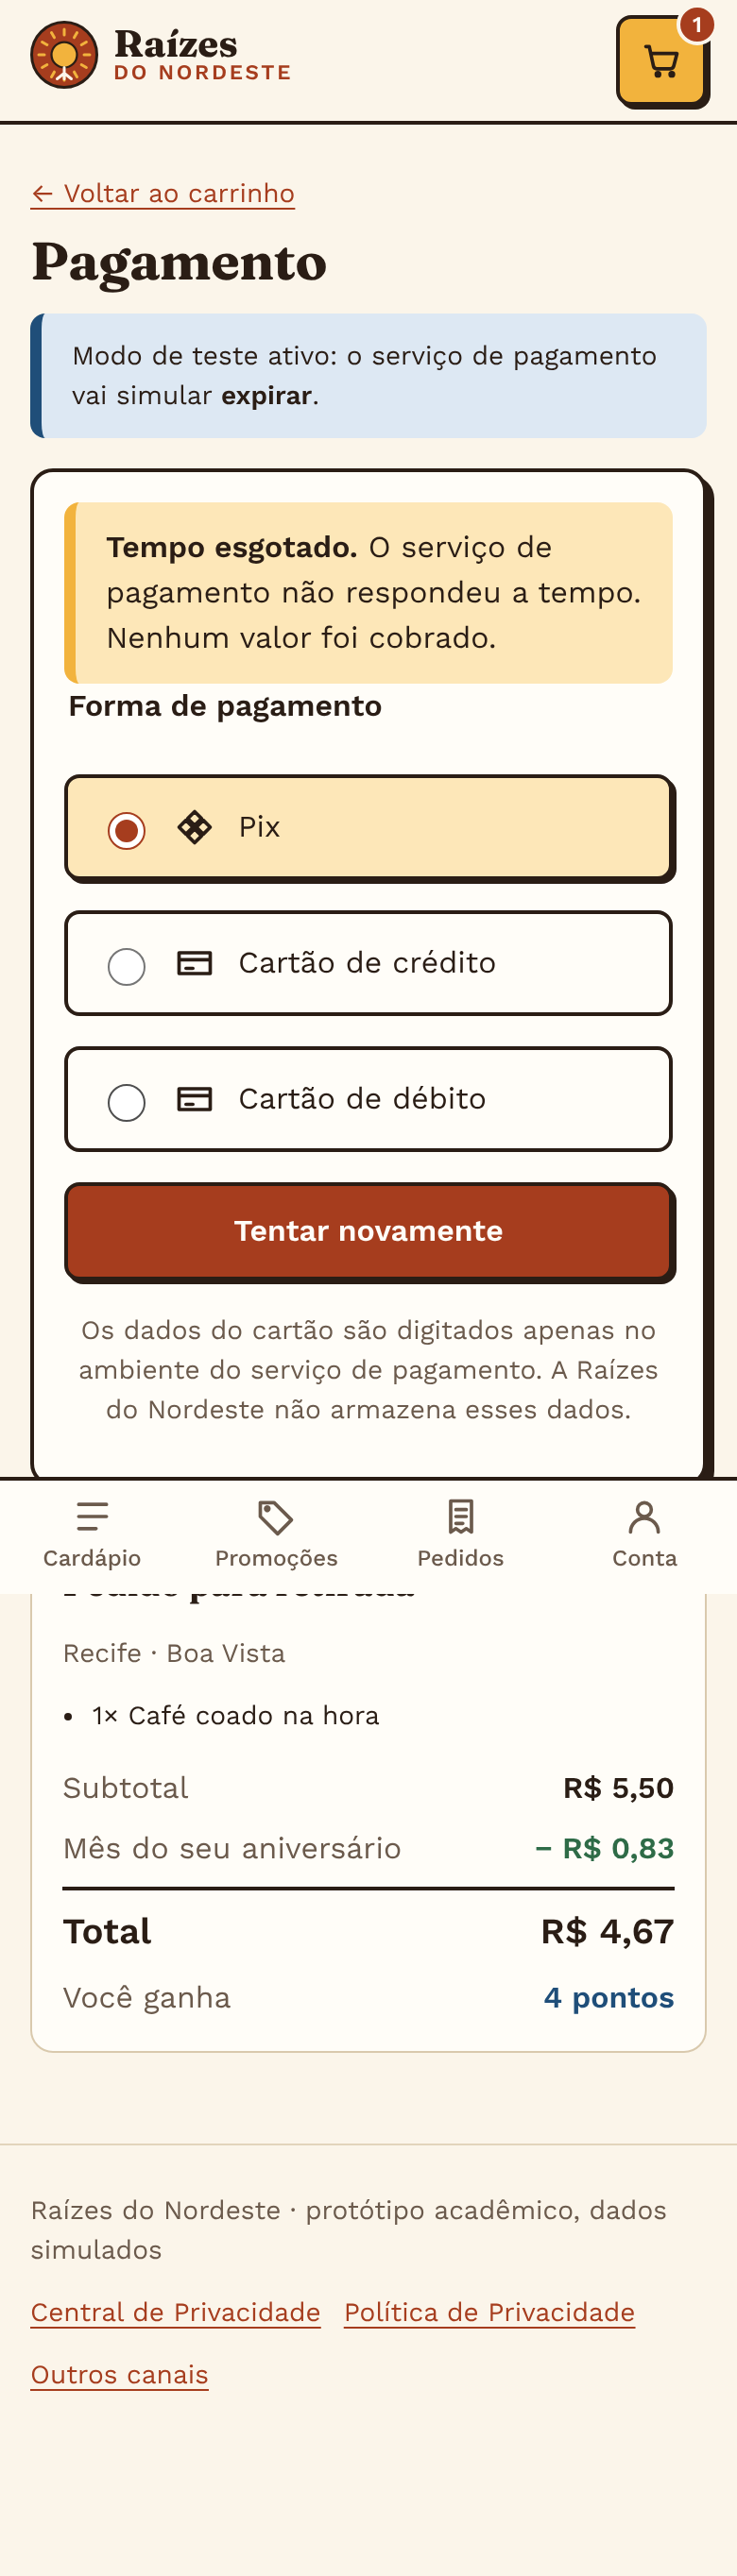 Raízes
DO NORDESTE
1
← Voltar ao carrinho
Pagamento
Modo de teste ativo: o serviço de pagamento
vai simular expirar.
Tempo esgotado. O serviço de
pagamento não respondeu a tempo.
Nenhum valor foi cobrado.
Forma de pagamento
Pix
Cartão de crédito
Cartão de débito
Tentar novamente
Os dados do cartão são digitados apenas no
ambiente do serviço de pagamento. A Raízes
do Nordeste não armazena esses dados.
Cardápio Promoções Pedidos Conta
Pedido para retirada
Recife · Boa Vista
• 1× Café coado na hora
Subtotal R$ 5,50
Mês do seu aniversário − R$ 0,83
Total R$ 4,67
Você ganha 4 pontos
Raízes do Nordeste · protótipo acadêmico, dados
simulados
Central de Privacidade Política de Privacidade
Outros canais